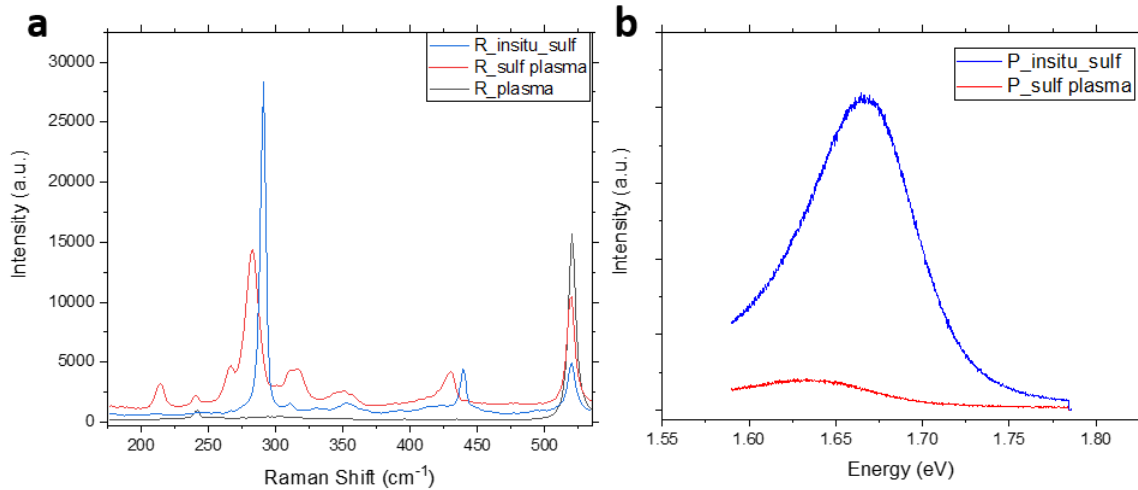 a
R_insitu_sulf
R_sulf plasma
R_plasma
30000
25000
20000
15000
10000
5000
0
Intensity (a.u.)
200 250 300 350 400 450 500
Raman Shift (cm⁻¹)
b
P_insitu_sulf
P_sulf plasma
Intensity (a.u.)
1.55 1.60 1.65 1.70 1.75 1.80
Energy (eV)